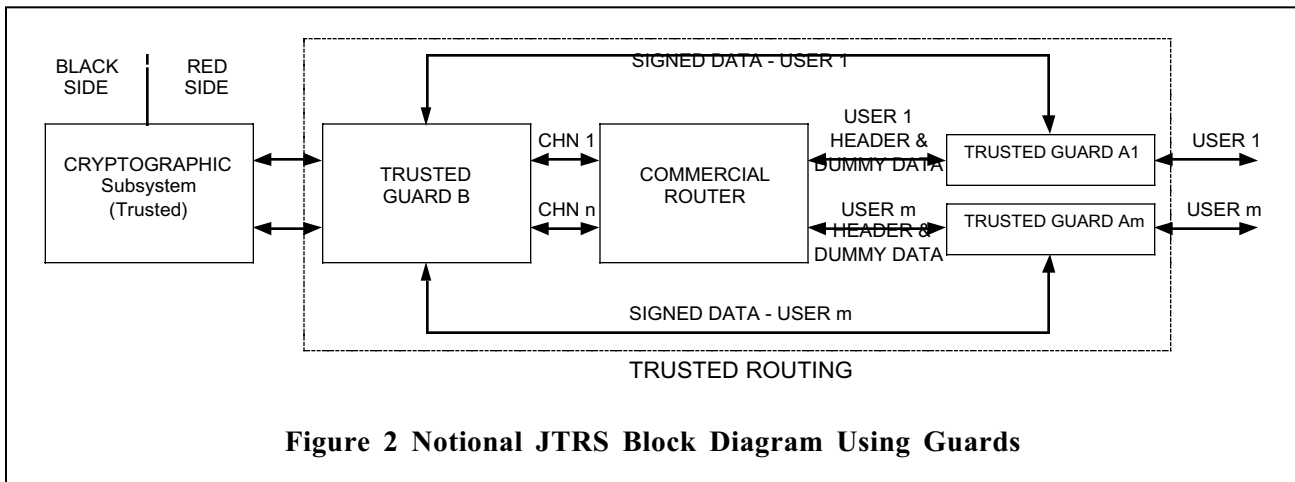 SIGNED DATA - USER 1
BLACK
SIDE
RED
SIDE
CRYPTOGRAPHIC
Subsystem
(Trusted)
TRUSTED
GUARD B
CHN 1
CHN n
COMMERCIAL
ROUTER
USER 1
HEADER &
DUMMY DATA
USER m
HEADER &
DUMMY DATA
TRUSTED GUARD A1
TRUSTED GUARD Am
USER 1
USER m
SIGNED DATA - USER m
TRUSTED ROUTING
Figure 2 Notional JTRS Block Diagram Using Guards